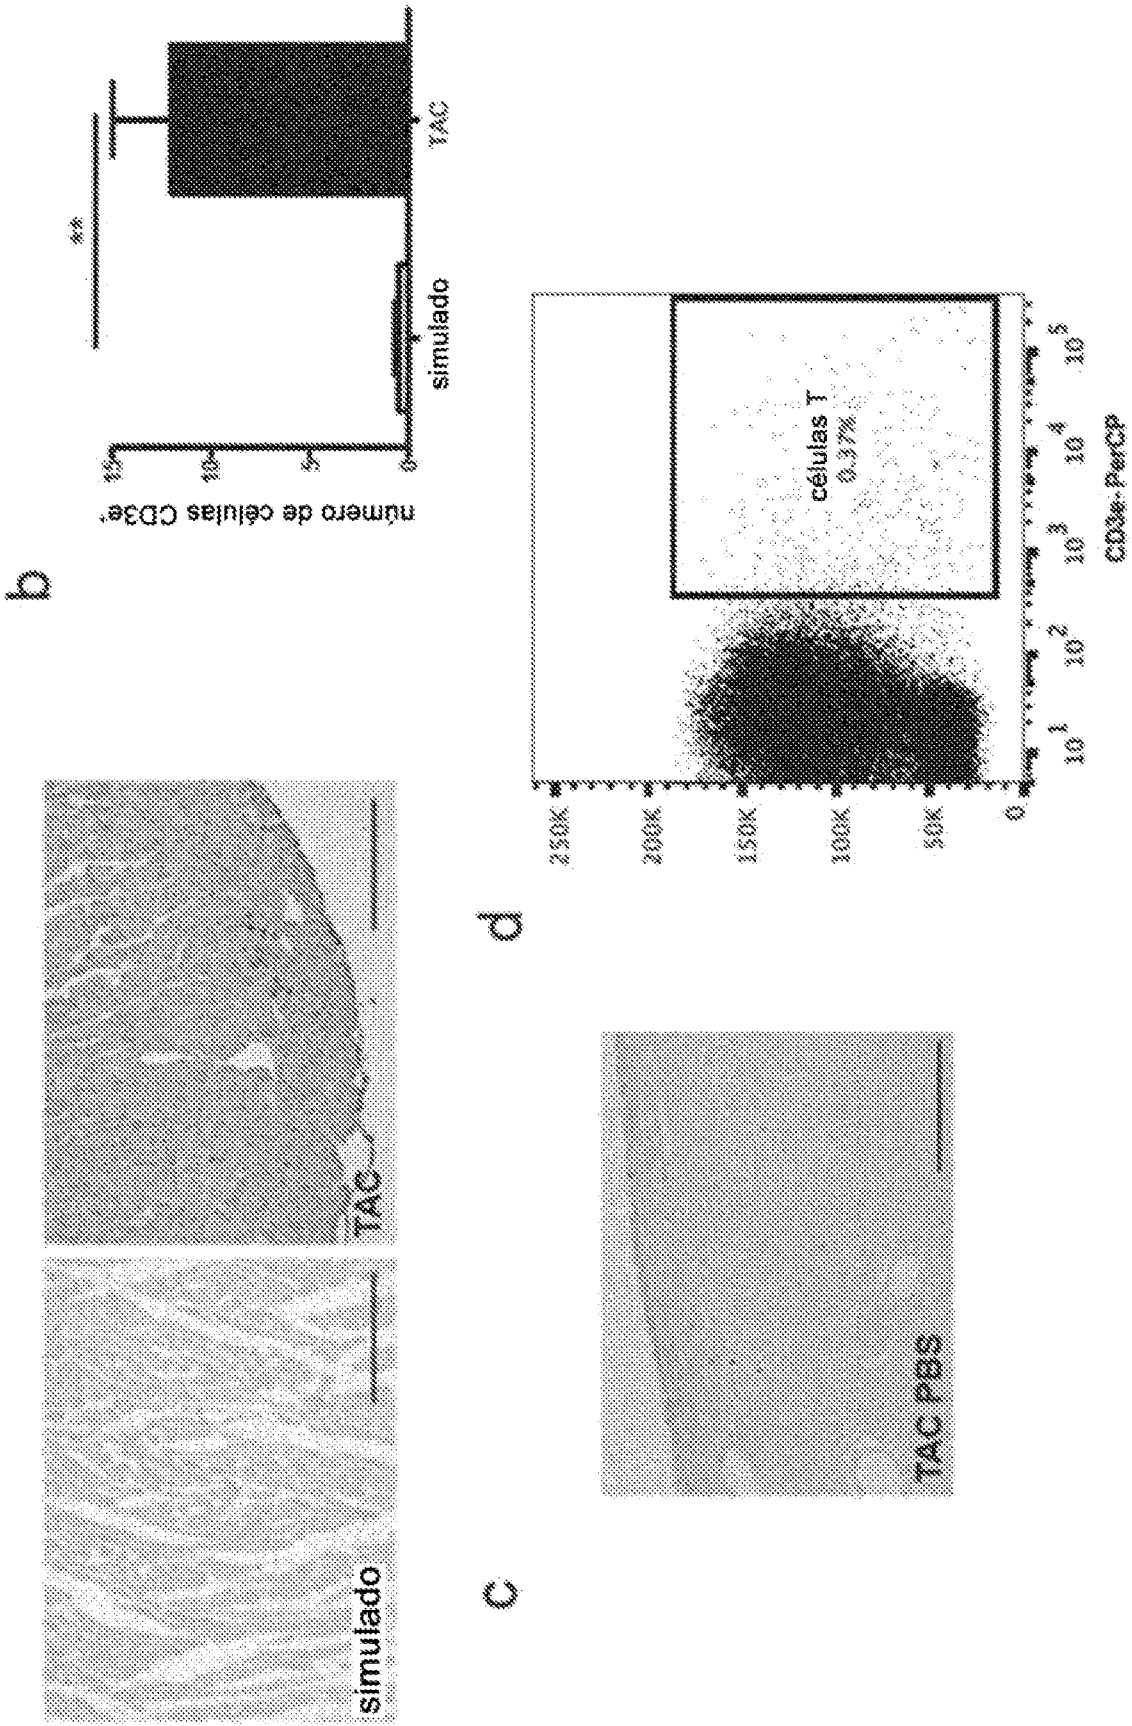 simulado
TAC
b
número de células CD3e⁺
15
10
5
0
**
simulado
TAC
c
TAC PBS
d
250K
200K
150K
100K
50K
0
células T
0.37%
10¹
10²
10³
10⁴
10⁵
CD3e-PerCP